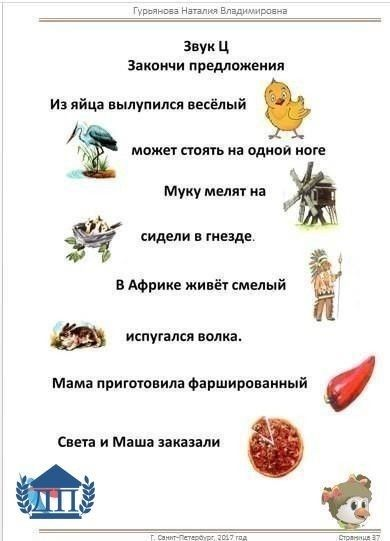 Гурьянова Наталия Владимировна
Звук Ц
Закончи предложения
Из яйца вылупился весёлый
может стоять на одной ноге
Муку мелят на
сидели в гнезде.
В Африке живёт смелый
испугался волка.
Мама приготовила фаршированный
Света и Маша заказали
ЛП
Г. Санкт-Петербург, 2017 год
Страница 37